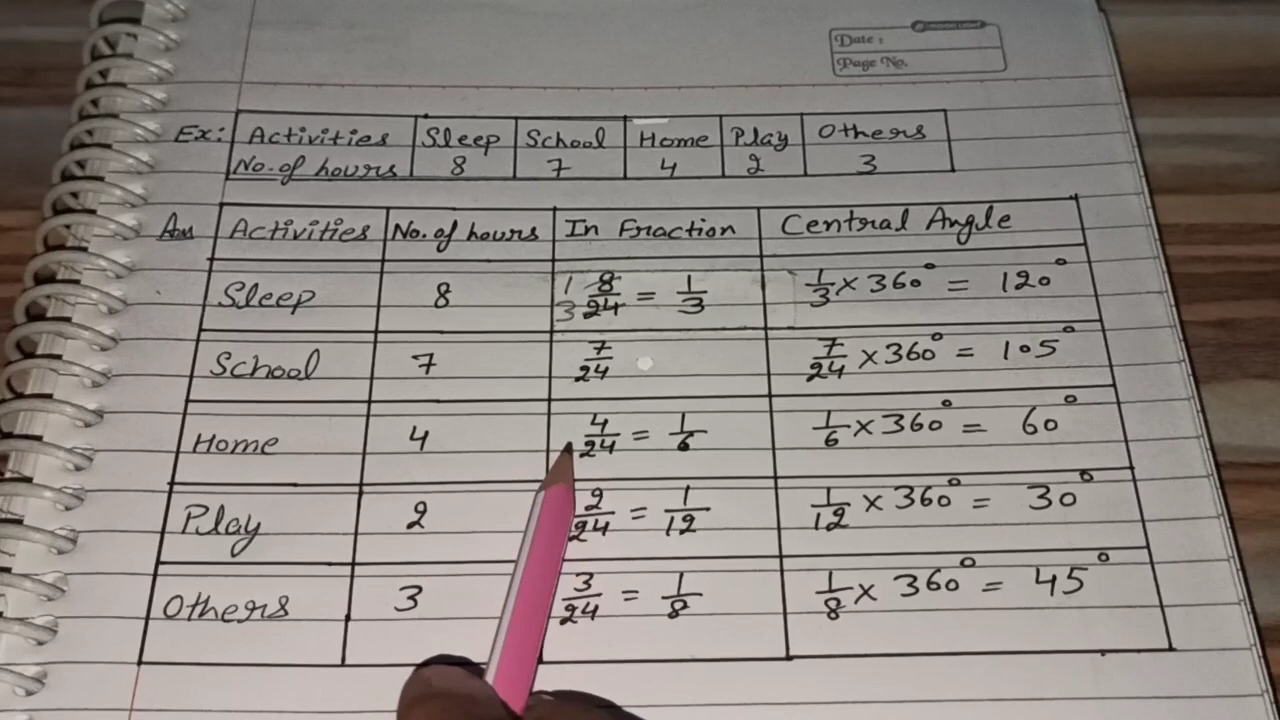 Date :
Page No.
Ex: Activities Sleep School Home Play Others
No. of hours 8 7 4 2 3
Ans Activities No. of hours In Fraction Central Angle
Sleep 8 1 8/3 24 = 1/3 1/3 × 360° = 120°
School 7 7/24 7/24 × 360° = 105°
Home 4 4/24 = 1/6 1/6 × 360° = 60°
Play 2 2/24 = 1/12 1/12 × 360° = 30°
Others 3 3/24 = 1/8 1/8 × 360° = 45°